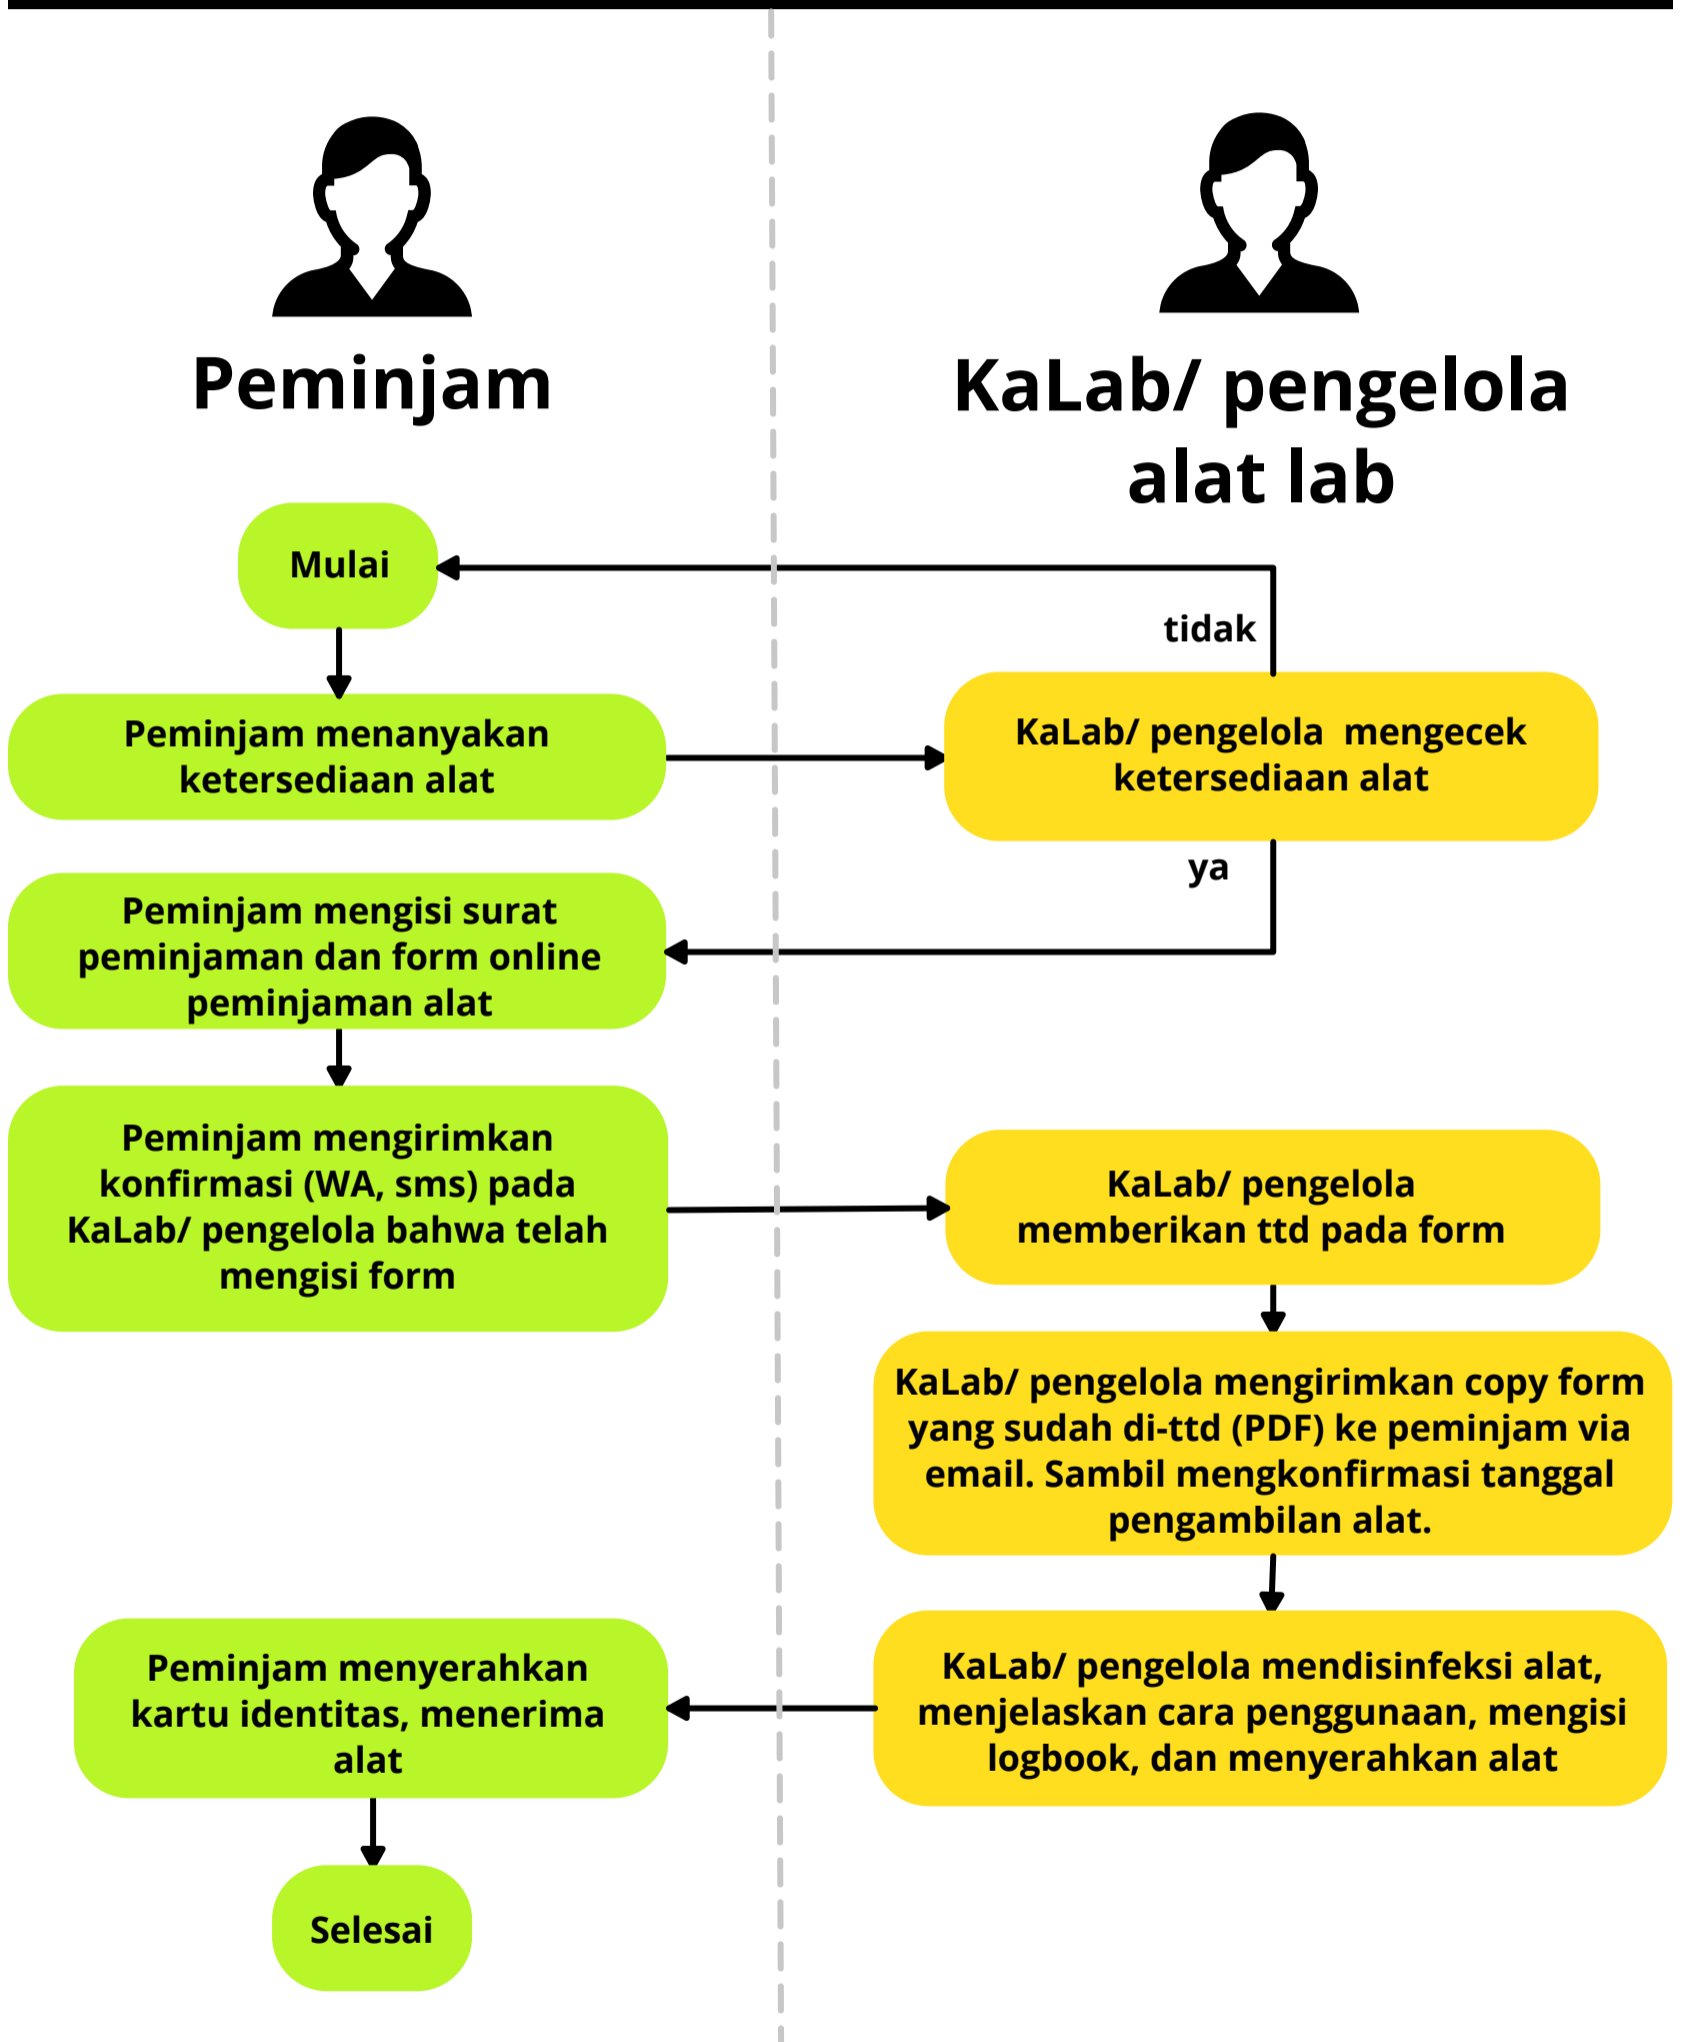 Peminjam
KaLab/ pengelola
alat lab
Mulai
tidak
Peminjam menanyakan
ketersediaan alat
KaLab/ pengelola  mengecek
ketersediaan alat
ya
Peminjam mengisi surat
peminjaman dan form online
peminjaman alat
Peminjam mengirimkan
konfirmasi (WA, sms) pada
KaLab/ pengelola bahwa telah
mengisi form
KaLab/ pengelola
memberikan ttd pada form
KaLab/ pengelola mengirimkan copy form
yang sudah di-ttd (PDF) ke peminjam via
email. Sambil mengkonfirmasi tanggal
pengambilan alat.
KaLab/ pengelola mendisinfeksi alat,
menjelaskan cara penggunaan, mengisi
logbook, dan menyerahkan alat
Peminjam menyerahkan
kartu identitas, menerima
alat
Selesai